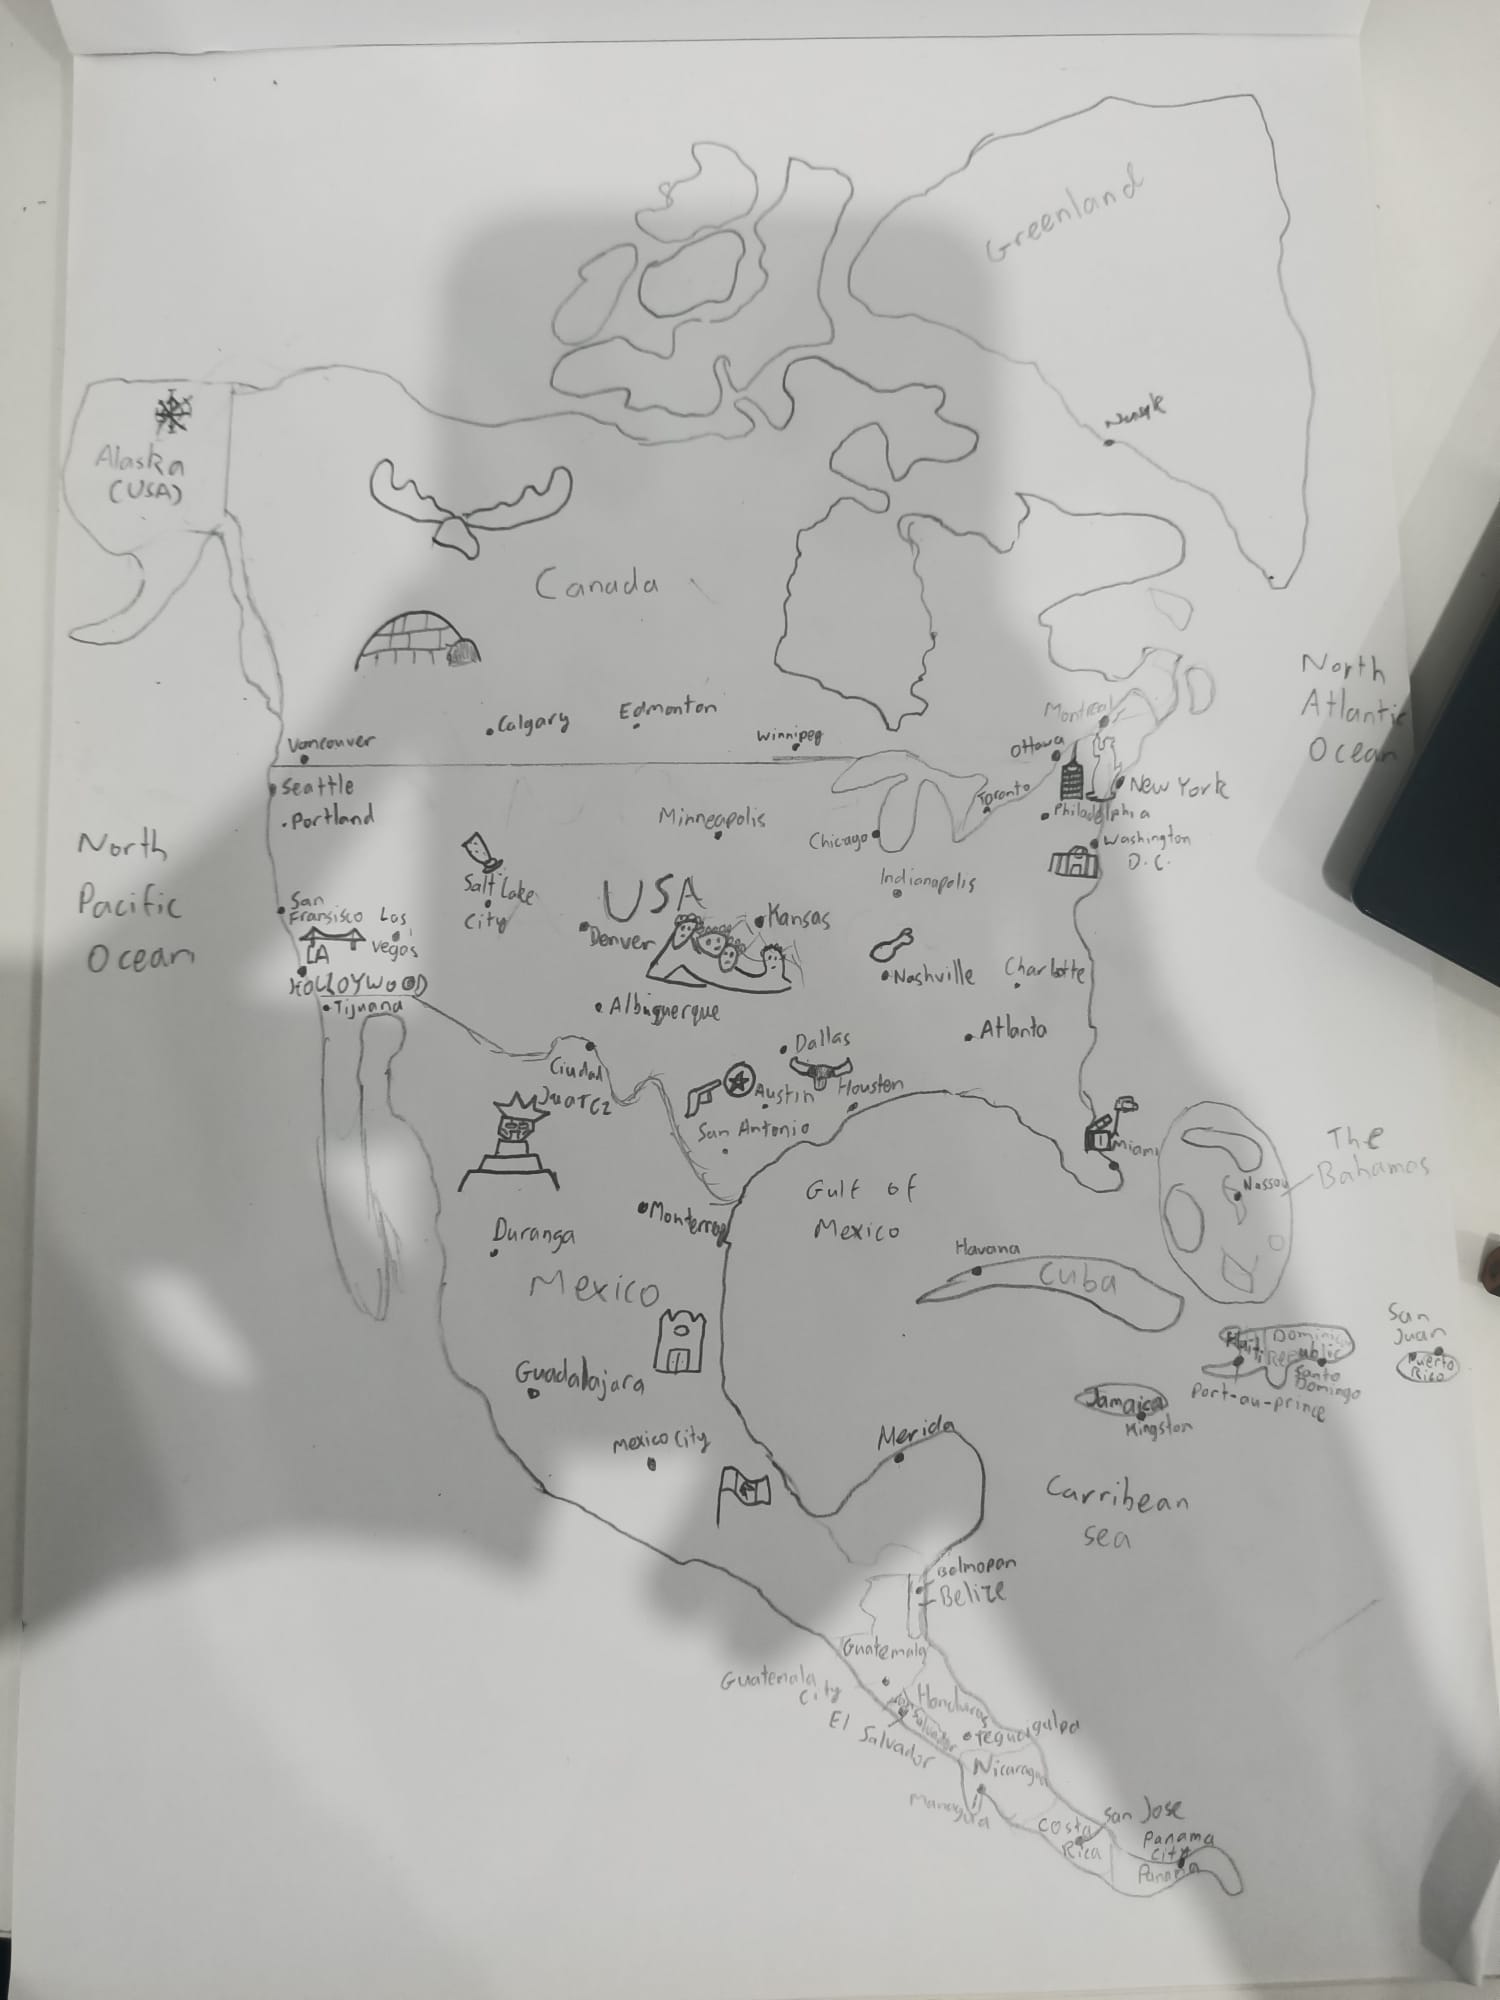 Greenland
Nuuk
Alaska
(USA)
Canada
North
Atlantic
Ocean
Calgary
Edmonton
Winnipeg
Vancouver
Montreal
Ottawa
Toronto
Seattle
Portland
Minneapolis
Chicago
New York
Philadelphia
Washington
D.C.
North
Pacific
Ocean
Salt Lake
City
USA
Indianapolis
San
Fransisco
Las
Vegas
Denver
Kansas
LA
HOLLOYWOOD
Nashville
Charlotte
Tijuana
Albuquerque
Atlanta
Dallas
Ciudad
Juarez
Austin
Houston
San Antonio
Miami
The
Bahamas
Nassau
Gulf of
Mexico
Monterray
Duranga
Mexico
Havana
Cuba
San
Juan
Puerto
Rico
Haiti
Dominican
Republic
Santo
Domingo
Port-au-prince
Jamaica
Kingston
Guadalajara
Mexico City
Merida
Carribean
sea
Belmopan
Belize
Guatemala
Guatemala
City
Honduras
Tegucigalpa
Salvador
El Salvador
Nicaragua
Managua
San Jose
Costa
Rica
Panama
City
Panama